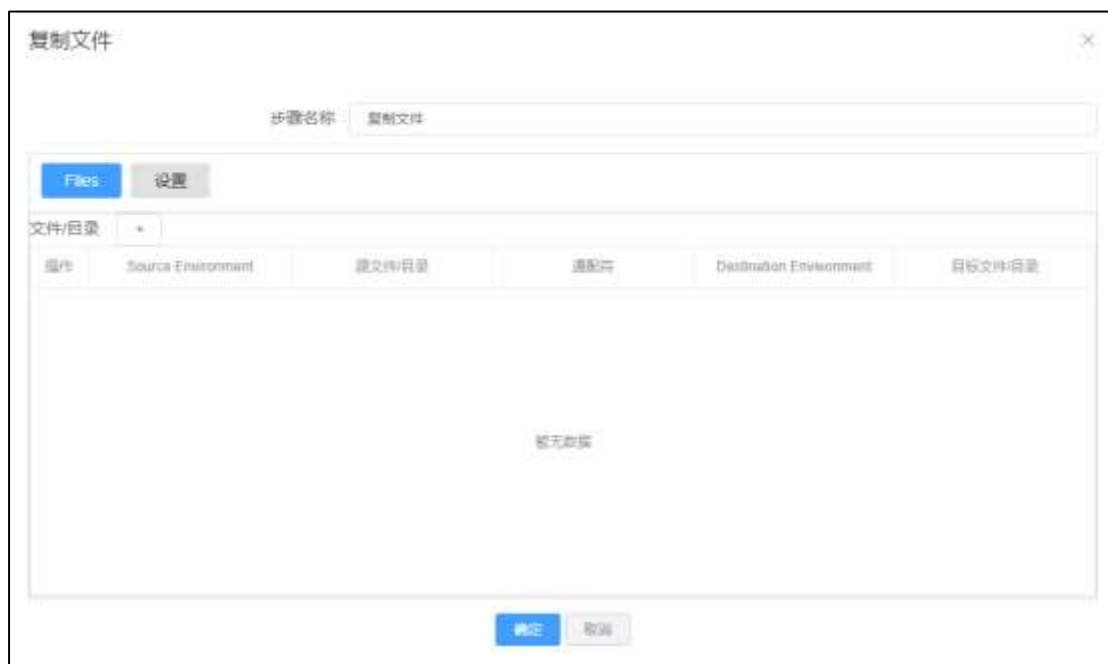 复制文件
步骤名称 复制文件
Files 设置
文件/目录 +
操作 Source Environment 源文件/目录 通配符 Destination Environment 目标文件/目录
暂无数据
确定 取消